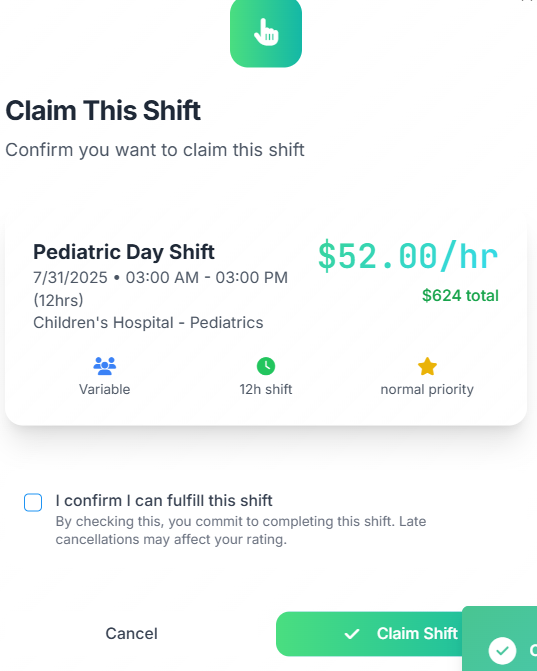 Claim This Shift
Confirm you want to claim this shift
Pediatric Day Shift
$52.00/hr
7/31/2025 • 03:00 AM - 03:00 PM
(12hrs)
$624 total
Children's Hospital - Pediatrics
Variable
12h shift
normal priority
I confirm I can fulfill this shift
By checking this, you commit to completing this shift. Late
cancellations may affect your rating.
Cancel
Claim Shift